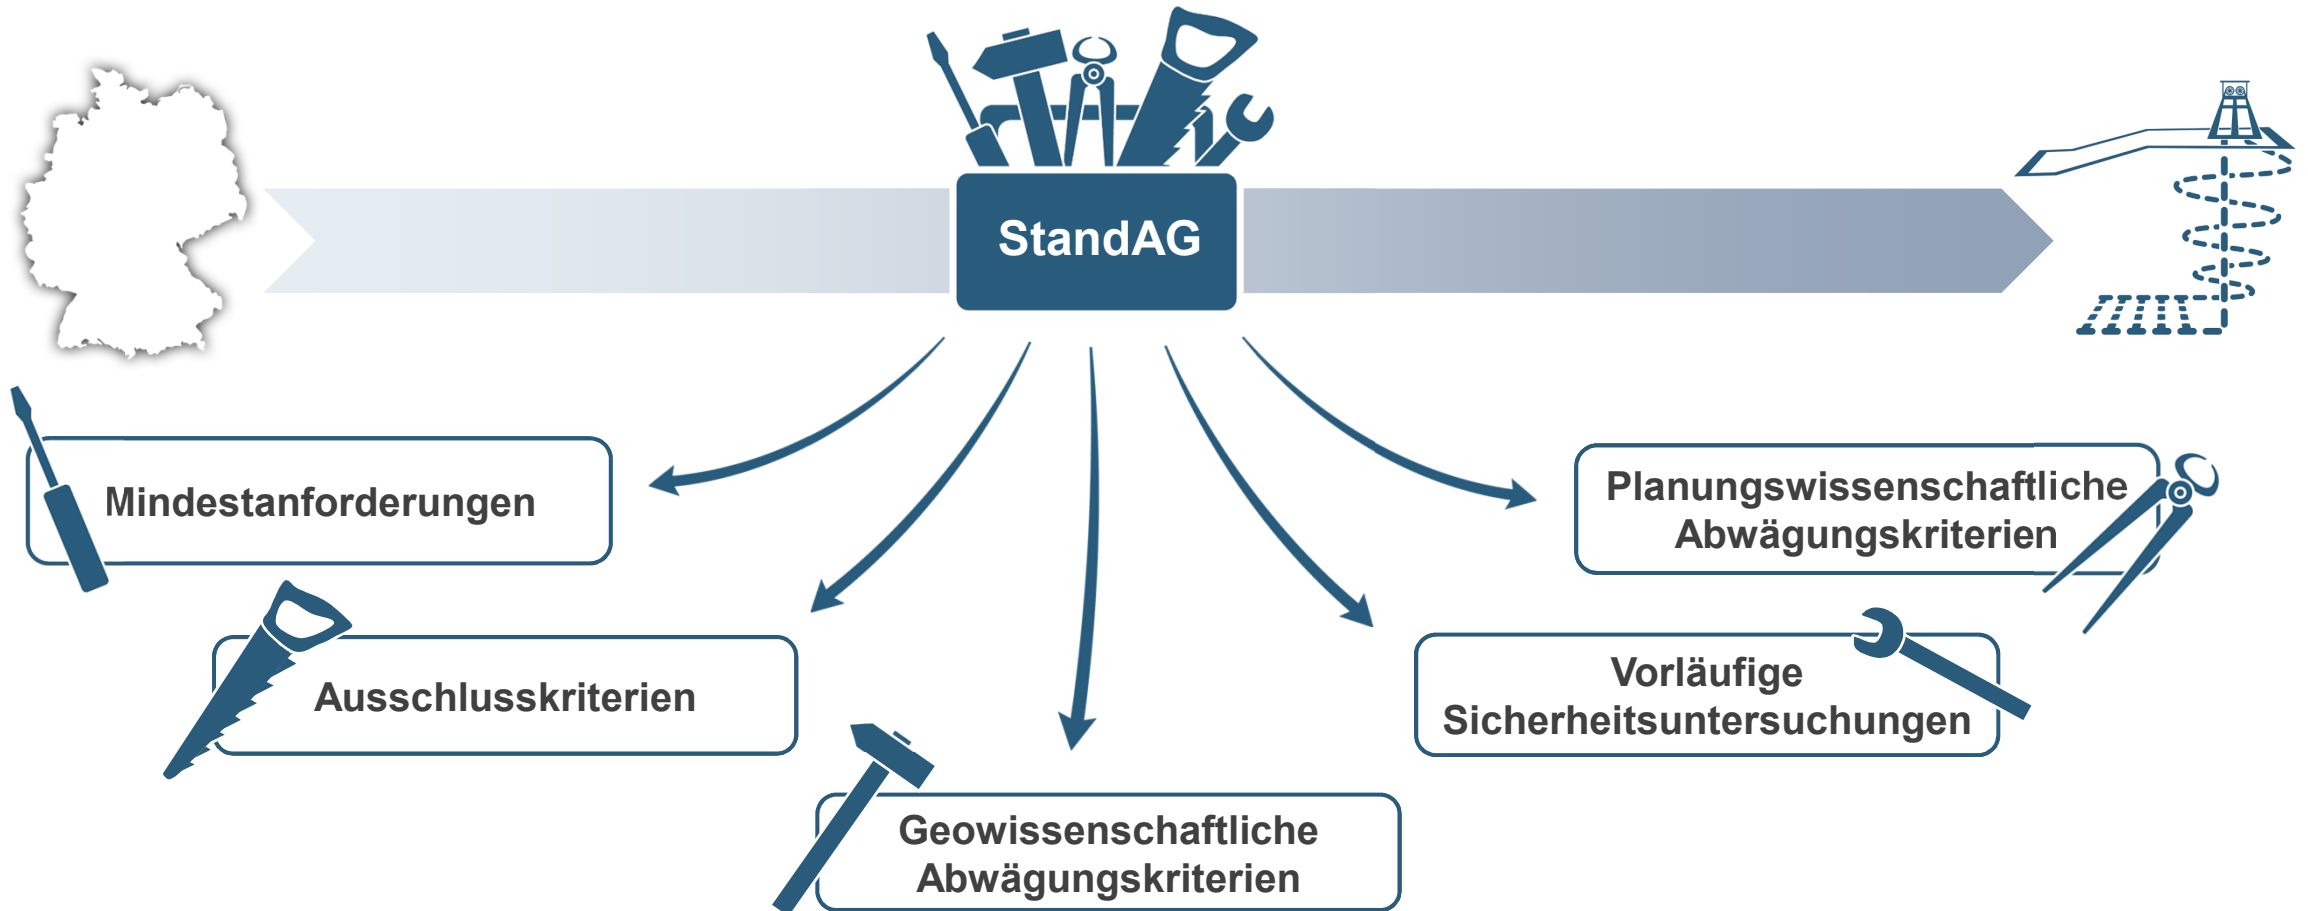 StandAG
Mindestanforderungen
Ausschlusskriterien
Geowissenschaftliche
Abwägungskriterien
Vorläufige
Sicherheitsuntersuchungen
Planungswissenschaftliche
Abwägungskriterien